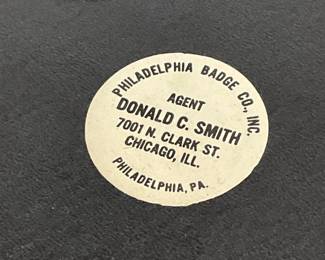 PHILADELPHIA BADGE CO., INC.
AGENT
DONALD C. SMITH
7001 N. CLARK ST.
CHICAGO, ILL.
PHILADELPHIA, PA.